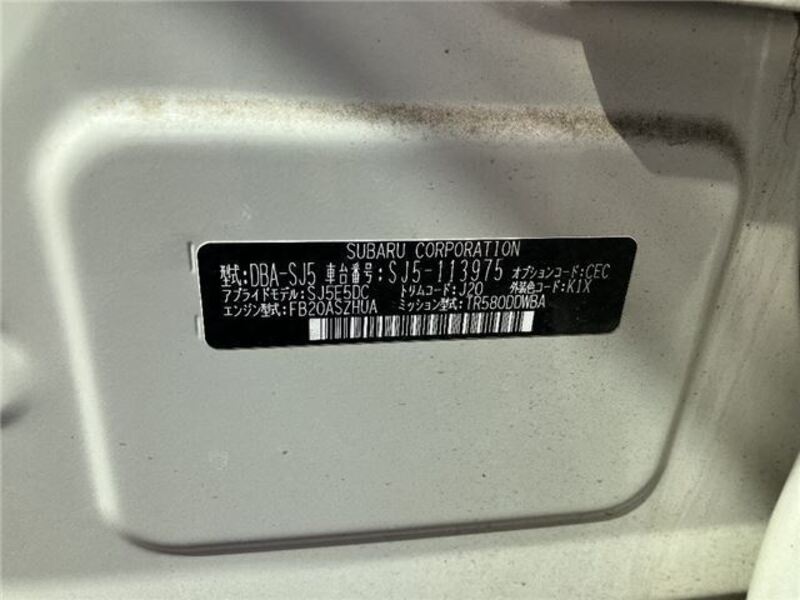 SUBARU CORPORATION
型式:DBA-SJ5 車台番号:SJ5-113975 オプションコード:CEC
アプライドモデル:SJ5E5DC トリムコード:J20 外装色コード:K1X
エンジン型式:FB20ASZHUA ミッション型式:TR580DDWBA